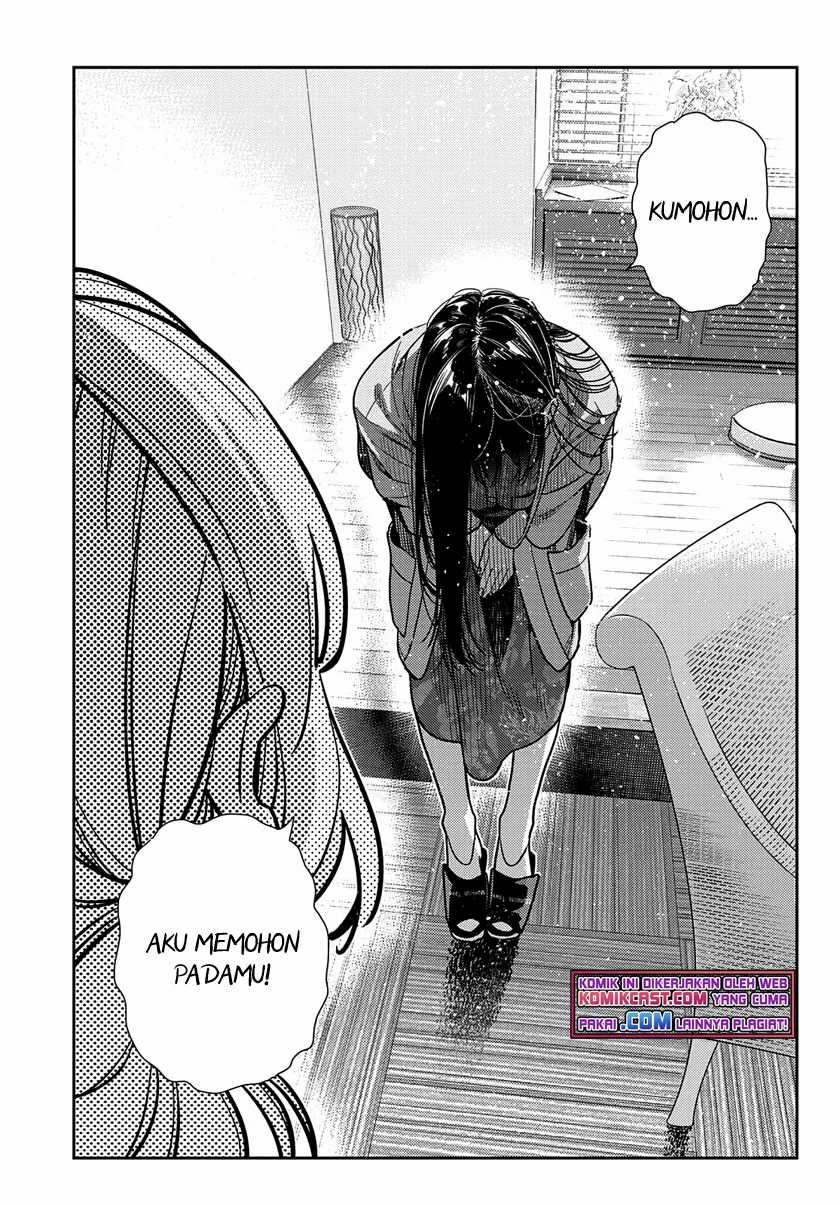 KUMOHON...
AKU MEMOHON
PADAMU!
KOMIK INI DIKERJAKAN OLEH WEB
KOMIKCAST.COM YANG CUMA
PAKAI .COM LAINNYA PLAGIAT!